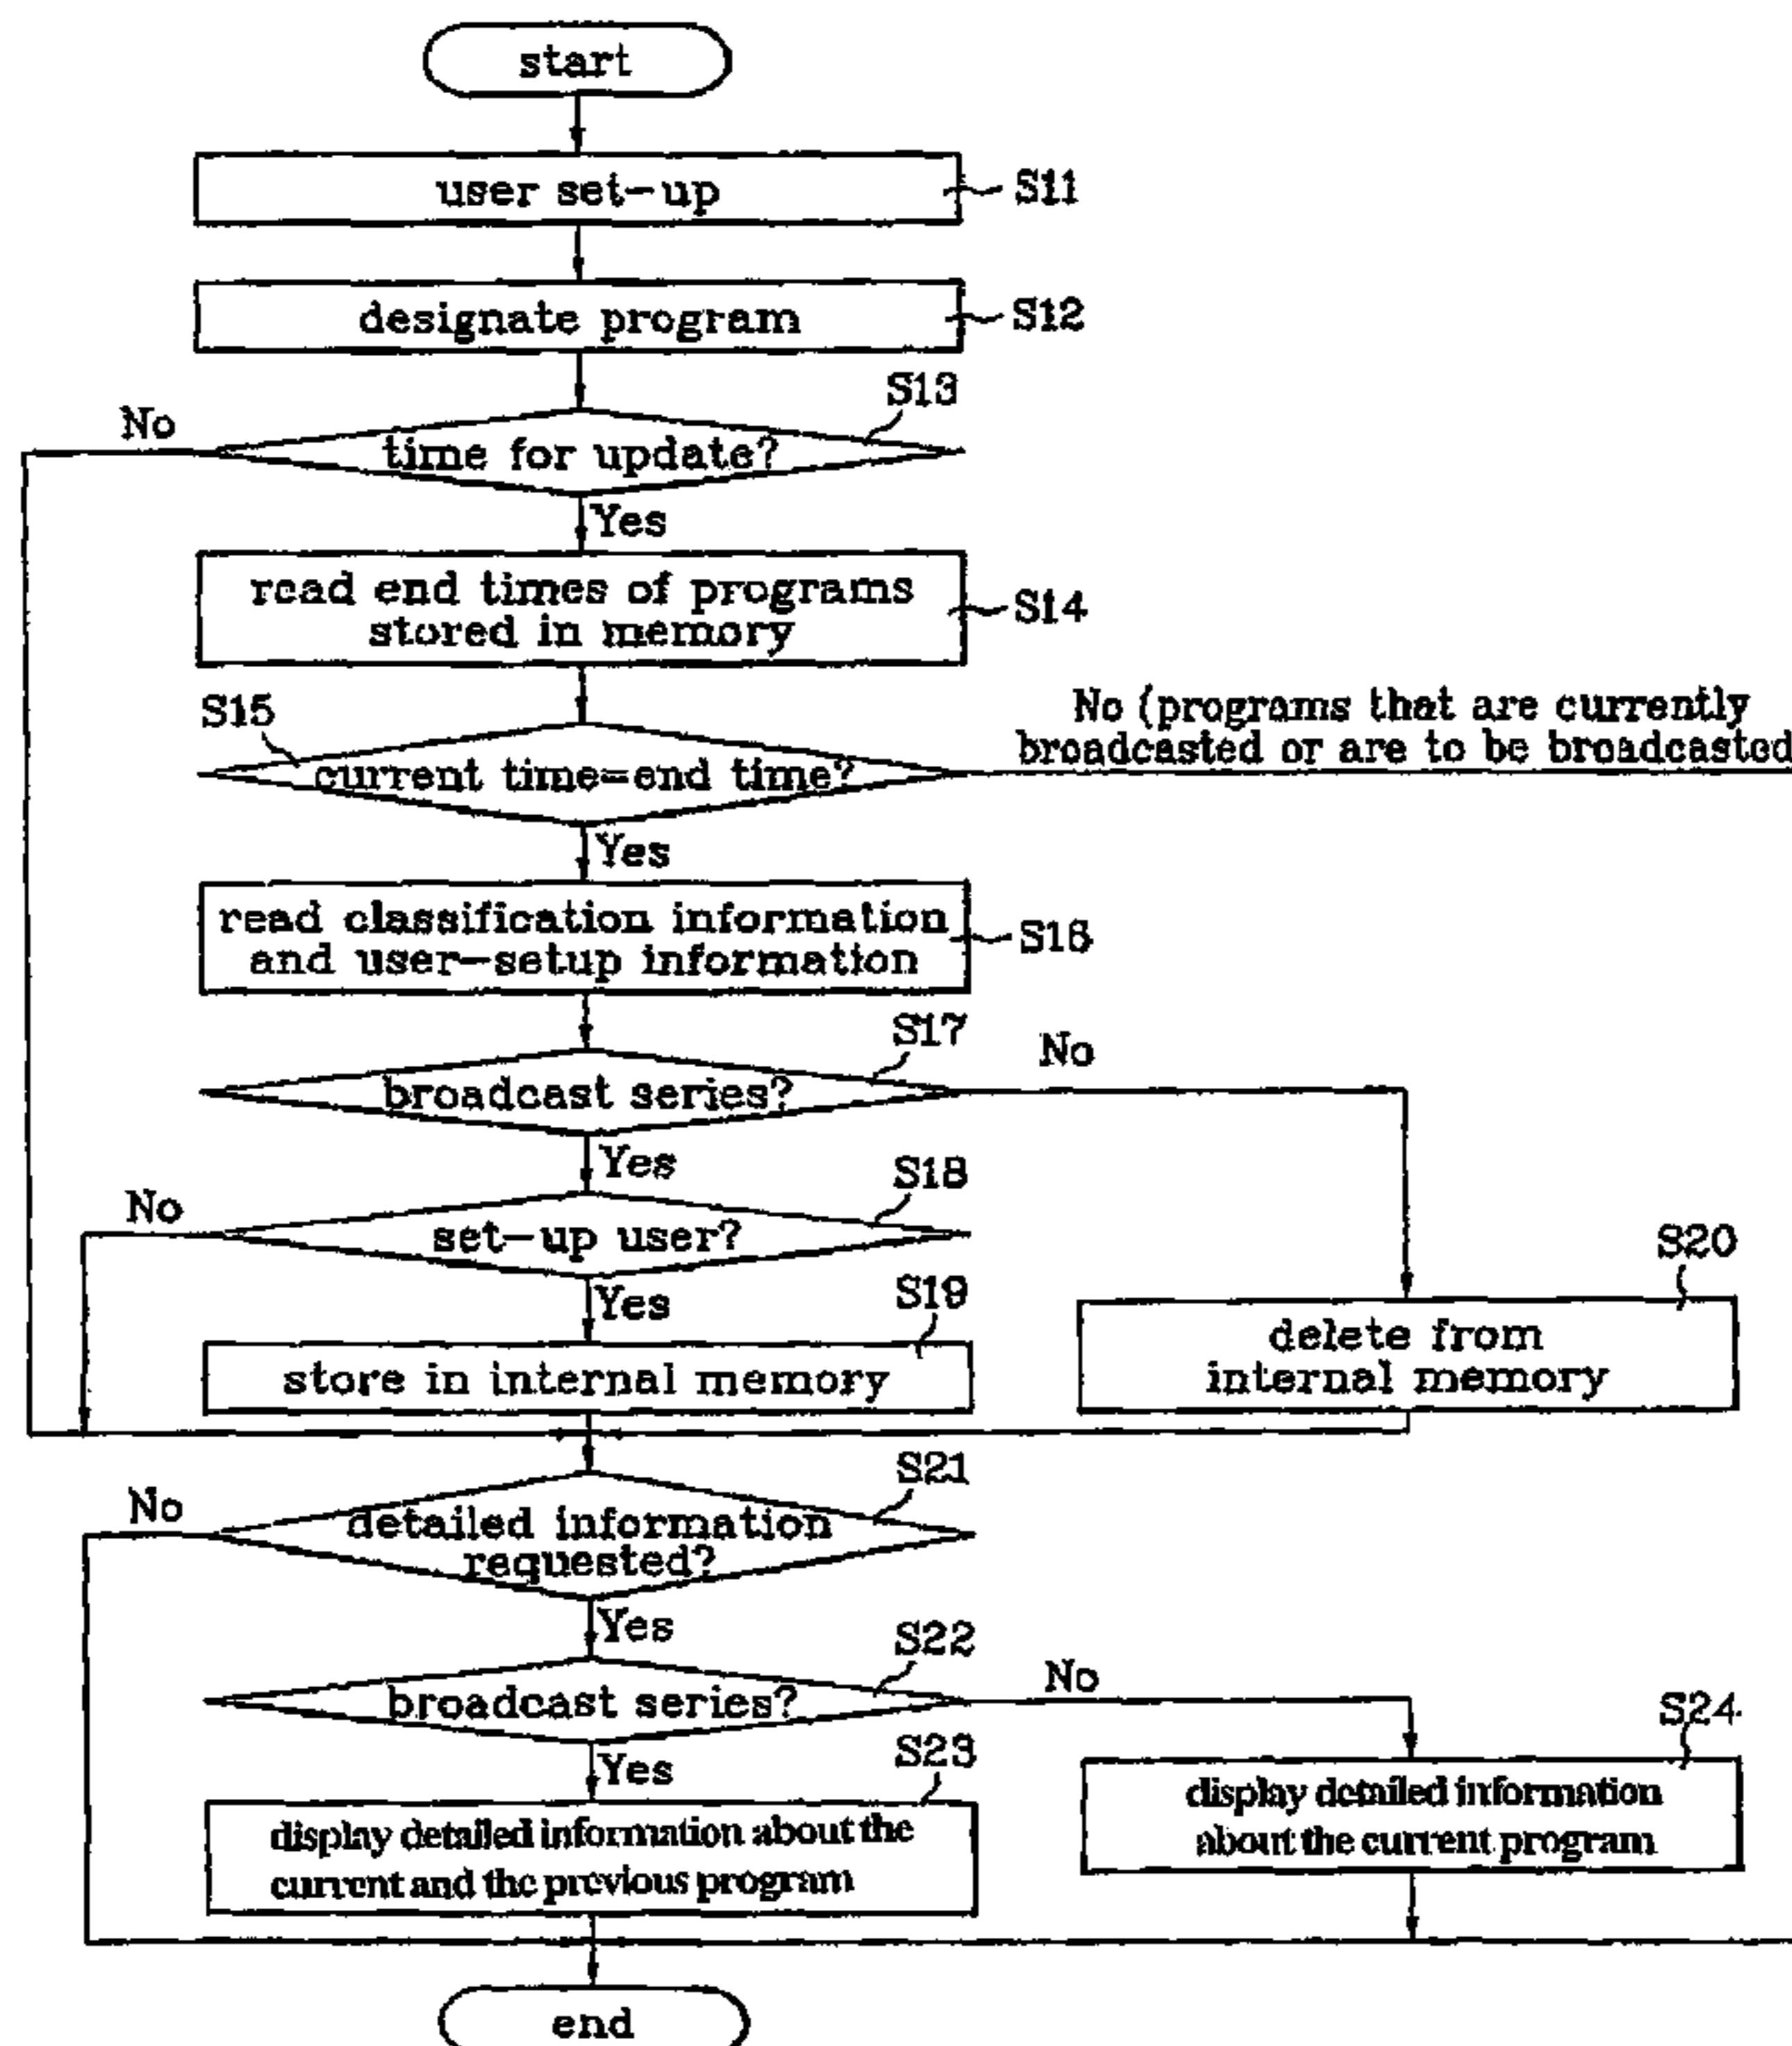 start
user set-up
S11
designate program
S12
S13
No
time for update?
Yes
read end times of programs
stored in memory
S14
S15
No (programs that are currently
broadcasted or are to be broadcasted
current time=end time?
Yes
read classification information
and user-setup information
S16
S17
No
broadcast series?
Yes
S18
No
set-up user?
Yes
S19
S20
store in internal memory
delete from
internal memory
S21
No
detailed information
requested?
Yes
S22
No
broadcast series?
Yes
S23
S24
display detailed information about the
current and the previous program
display detailed information
about the current program
end